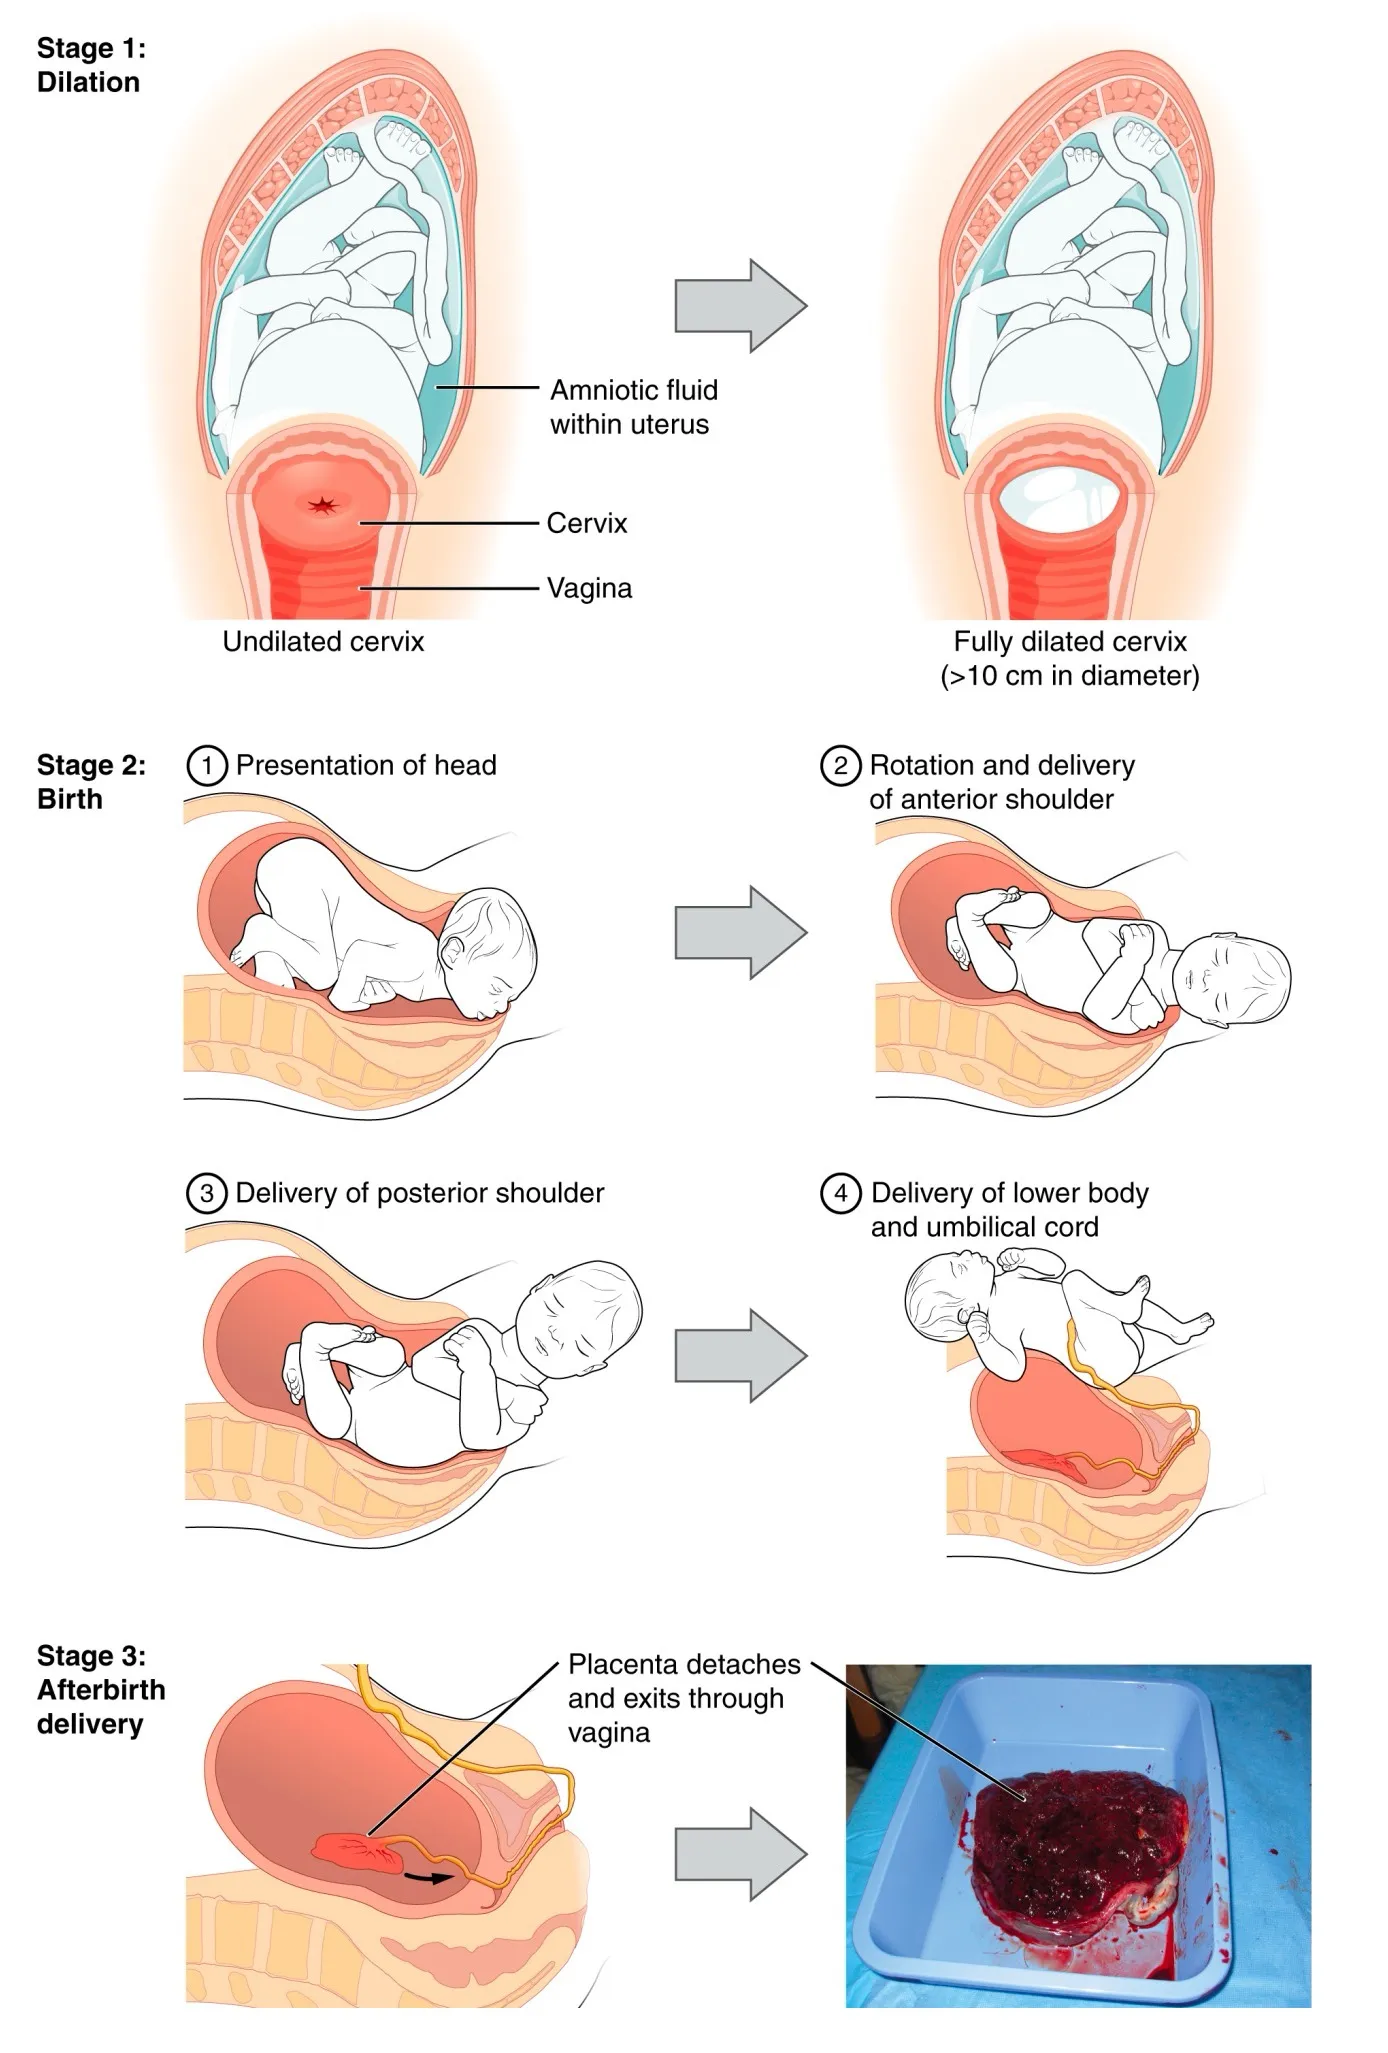 Stage 1:
Dilation
Amniotic fluid
within uterus
Cervix
Vagina
Undilated cervix
Fully dilated cervix
(>10 cm in diameter)
Stage 2:
Birth
1 Presentation of head
2 Rotation and delivery
of anterior shoulder
3 Delivery of posterior shoulder
4 Delivery of lower body
and umbilical cord
Stage 3:
Afterbirth
delivery
Placenta detaches
and exits through
vagina